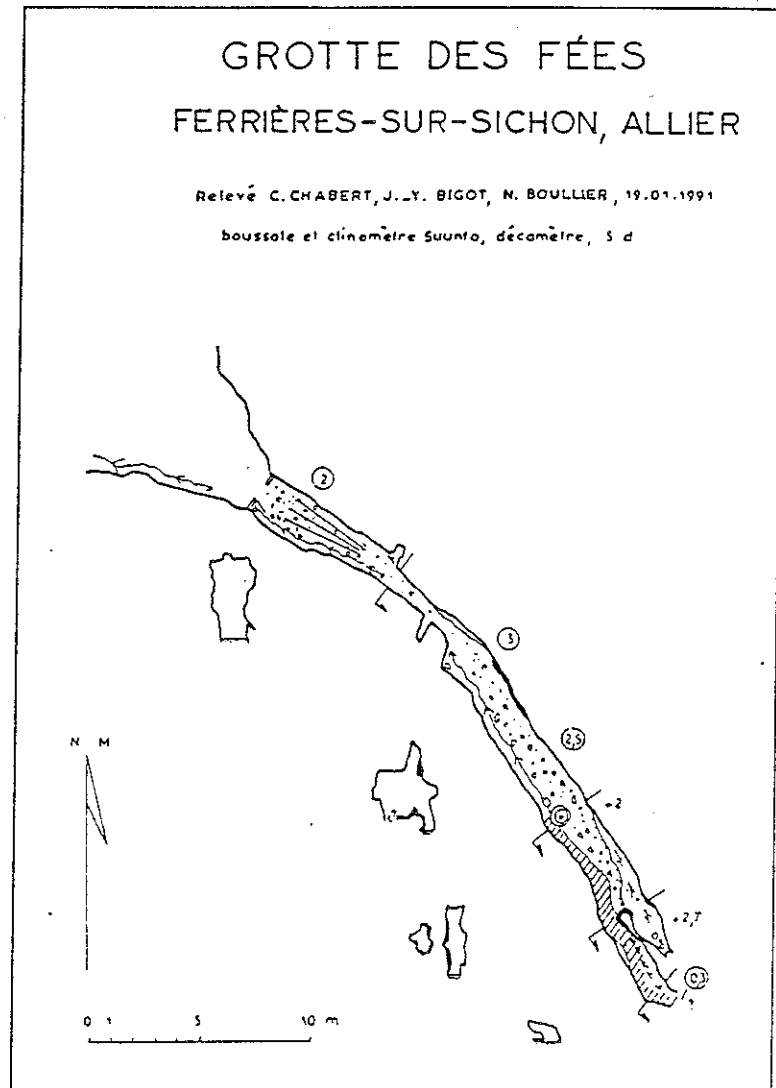 GROTTE DES FÉES
FERRIÈRES-SUR-SICHON, ALLIER
Relevé C. CHABERT, J.-Y. BIGOT, N. BOULLIER, 19.01.1991
boussole et clinomètre Suunto, décamètre,
2
3
2,5
+2
+2,7
0,3
?
N M
0 1 5 10 m